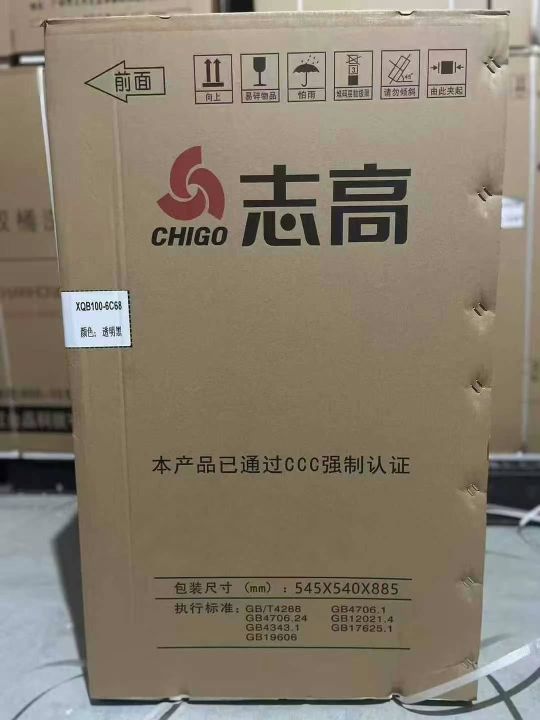 前面
向上
易碎物品
怕雨
3
堆码层数极限
45°
请勿倾斜
由此夹起
CHIGO 志高
XQB100-6C68
颜色: 透明黑
本产品已通过CCC强制认证
包装尺寸 (mm) : 545X540X885
执行标准: GB/T4288 GB4706.1
GB4706.24 GB12021.4
GB4343.1 GB17625.1
GB19606